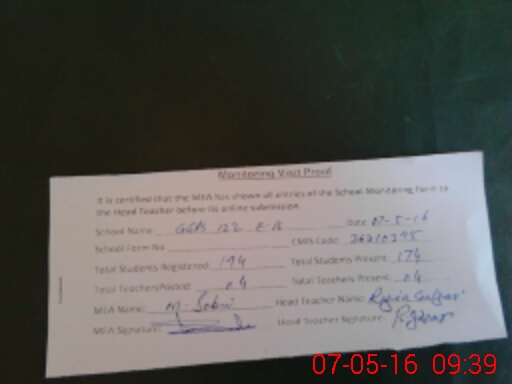 Monitoring Visit Proof
It is certified that the MEA has shown all entries of the School Monitoring Form to
the Head Teacher before its online submission.
School Name: GGPS 122 E-B Date: 07-5-16
School Form No. EMIS Code: 36210295
Total Students Registered: 194 Total Students Present: 174
Total Teachers Posted: 04 Total Teachers Present: 04
MEA Name: M. Head Teacher Name:
MEA Signature: Head Teacher Signature:
07-05-16 09:39